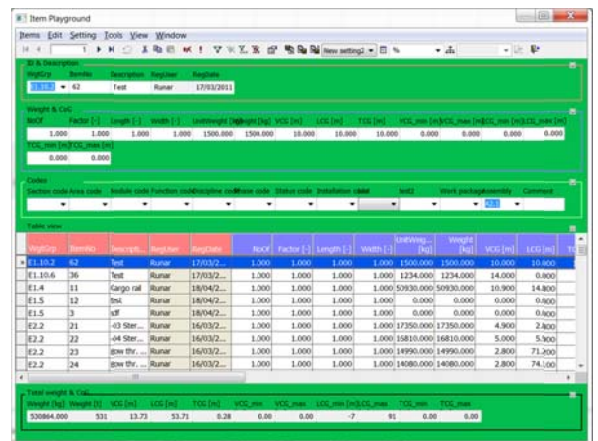 Item Playground
Items Edit Setting Tools View Window
1 New setting2 %
ID & Description
WgtGrp ItemNo Description RegUser RegDate
E1.10.2 62 Test Runar 17/03/2011
Weight & CoG
NoOf Factor [-] Length [-] Width [-] UnitWeight [kg] Weight [kg] VCG [m] LCG [m] TCG [m] VCG_min [m] VCG_max [m] LCG_min [m] LCG_max [m]
1.000 1.000 1.000 1.000 1500.000 1500.000 10.000 10.000 10.000 0.000 0.000 0.000 0.000
TCG_min [m] TCG_max [m]
0.000 0.000
Codes
Section code Area code Module code Function code Discipline code Phase code Status code Installation code test2 Work package Assembly Comment
Table view
WgtGrp ItemNo Descripti... RegUser RegDate NoOf Factor [-] Length [-] Width [-] UnitWeig... [kg] Weight [kg] VCG [m] LCG [m]
E1.10.2 62 Test Runar 17/03/2... 1.000 1.000 1.000 1.000 1500.000 1500.000 10.000 10.000
E1.10.6 36 Test Runar 17/03/2... 1.000 1.000 1.000 1.000 1234.000 1234.000 14.000 0.000
E1.4 11 Cargo rail Runar 18/04/2... 1.000 1.000 1.000 1.000 50930.000 50930.000 10.900 14.800
E1.5 12 Runar 18/04/2... 1.000 1.000 1.000 1.000 0.000 0.000 0.000 0.000
E1.5 3 Runar 18/04/2... 1.000 1.000 1.000 1.000 0.000 0.000 0.000 0.000
E2.2 21 Ster... Runar 16/03/2... 1.000 1.000 1.000 1.000 17350.000 17350.000 4.900
E2.2 22 Ster... Runar 16/03/2... 1.000 1.000 1.000 1.000 16810.000 16810.000 5.000
E2.2 23 Bow thr. Runar 16/03/2... 1.000 1.000 1.000 1.000 14990.000 14990.000 2.800 71.200
E2.2 24 Bow thr. ... Runar 16/03/2... 1.000 1.000 1.000 1.000 14080.000 14080.000 2.800
Total weight & CoG
Weight [kg] Weight [t] VCG [m] LCG [m] TCG [m] VCG_min VCG_max LCG_min [m] LCG_max TCG_min TCG_max
530864.000 531 13.73 53.71 0.28 0.00 0.00 -7 91 0.00 0.00